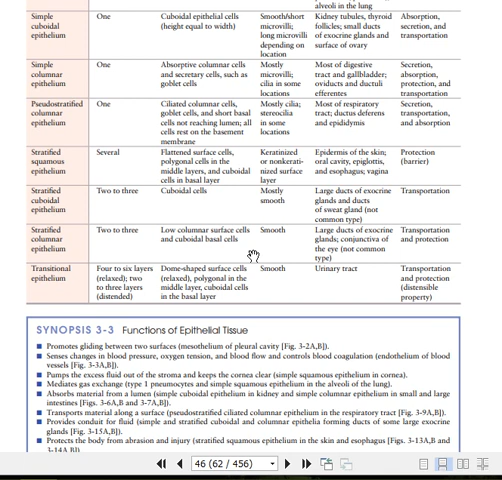 alveoli in the lung
Simple cuboidal epithelium
One
Cuboidal epithelial cells (height equal to width)
Smooth/short microvilli; long microvilli depending on location
Kidney tubules, thyroid follicles; small ducts of exocrine glands and surface of ovary
Absorption, secretion, and transportation
Simple columnar epithelium
One
Absorptive columnar cells and secretory cells, such as goblet cells
Mostly microvilli; cilia in some locations
Most of digestive tract and gallbladder; oviducts and ductuli efferentes
Secretion, absorption, protection, and transportation
Pseudostratified columnar epithelium
One
Ciliated columnar cells, goblet cells, and short basal cells not reaching lumen; all cells rest on the basement membrane
Mostly cilia; stereocilia in some locations
Most of respiratory tract; ductus deferens and epididymis
Secretion, transportation, and absorption
Stratified squamous epithelium
Several
Flattened surface cells, polygonal cells in the middle layers, and cuboidal cells in basal layer
Keratinized or nonkerati-nized surface layer
Epidermis of the skin; oral cavity, epiglottis, and esophagus; vagina
Protection (barrier)
Stratified cuboidal epithelium
Two to three
Cuboidal cells
Mostly smooth
Large ducts of exocrine glands and ducts of sweat gland (not common type)
Transportation
Stratified columnar epithelium
Two to three
Low columnar surface cells and cuboidal basal cells
Smooth
Large ducts of exocrine glands; conjunctiva of the eye (not common type)
Transportation and protection
Transitional epithelium
Four to six layers (relaxed); two to three layers (distended)
Dome-shaped surface cells (relaxed), polygonal in the middle layer, cuboidal cells in the basal layer
Smooth
Urinary tract
Transportation and protection (distensible property)
SYNOPSIS 3-3 Functions of Epithelial Tissue
■ Promotes gliding between two surfaces (mesothelium of pleural cavity [Fig. 3-2A,B]).
■ Senses changes in blood pressure, oxygen tension, and blood flow and controls blood coagulation (endothelium of blood
vessels [Fig. 3-3A,B]).
■ Pumps the excess fluid out of the stroma and keeps the cornea clear (simple squamous epithelium in cornea).
■ Mediates gas exchange (type 1 pneumocytes and simple squamous epithelium in the alveoli of the lung).
■ Absorbs material from a lumen (simple cuboidal epithelium in kidney and simple columnar epithelium in small and large
intestines [Figs. 3-6A,B and 3-7A,B]).
■ Transports material along a surface (pseudostratified ciliated columnar epithelium in the respiratory tract [Fig. 3-9A,B]).
■ Provides conduit for fluid (simple and stratified cuboidal and columnar epithelia forming ducts of some large exocrine
glands [Fig. 3-15A,B]).
■ Protects the body from abrasion and injury (stratified squamous epithelium in the skin and esophagus [Figs. 3-13A,B and
3-14A,B]).
46 (62 / 456)